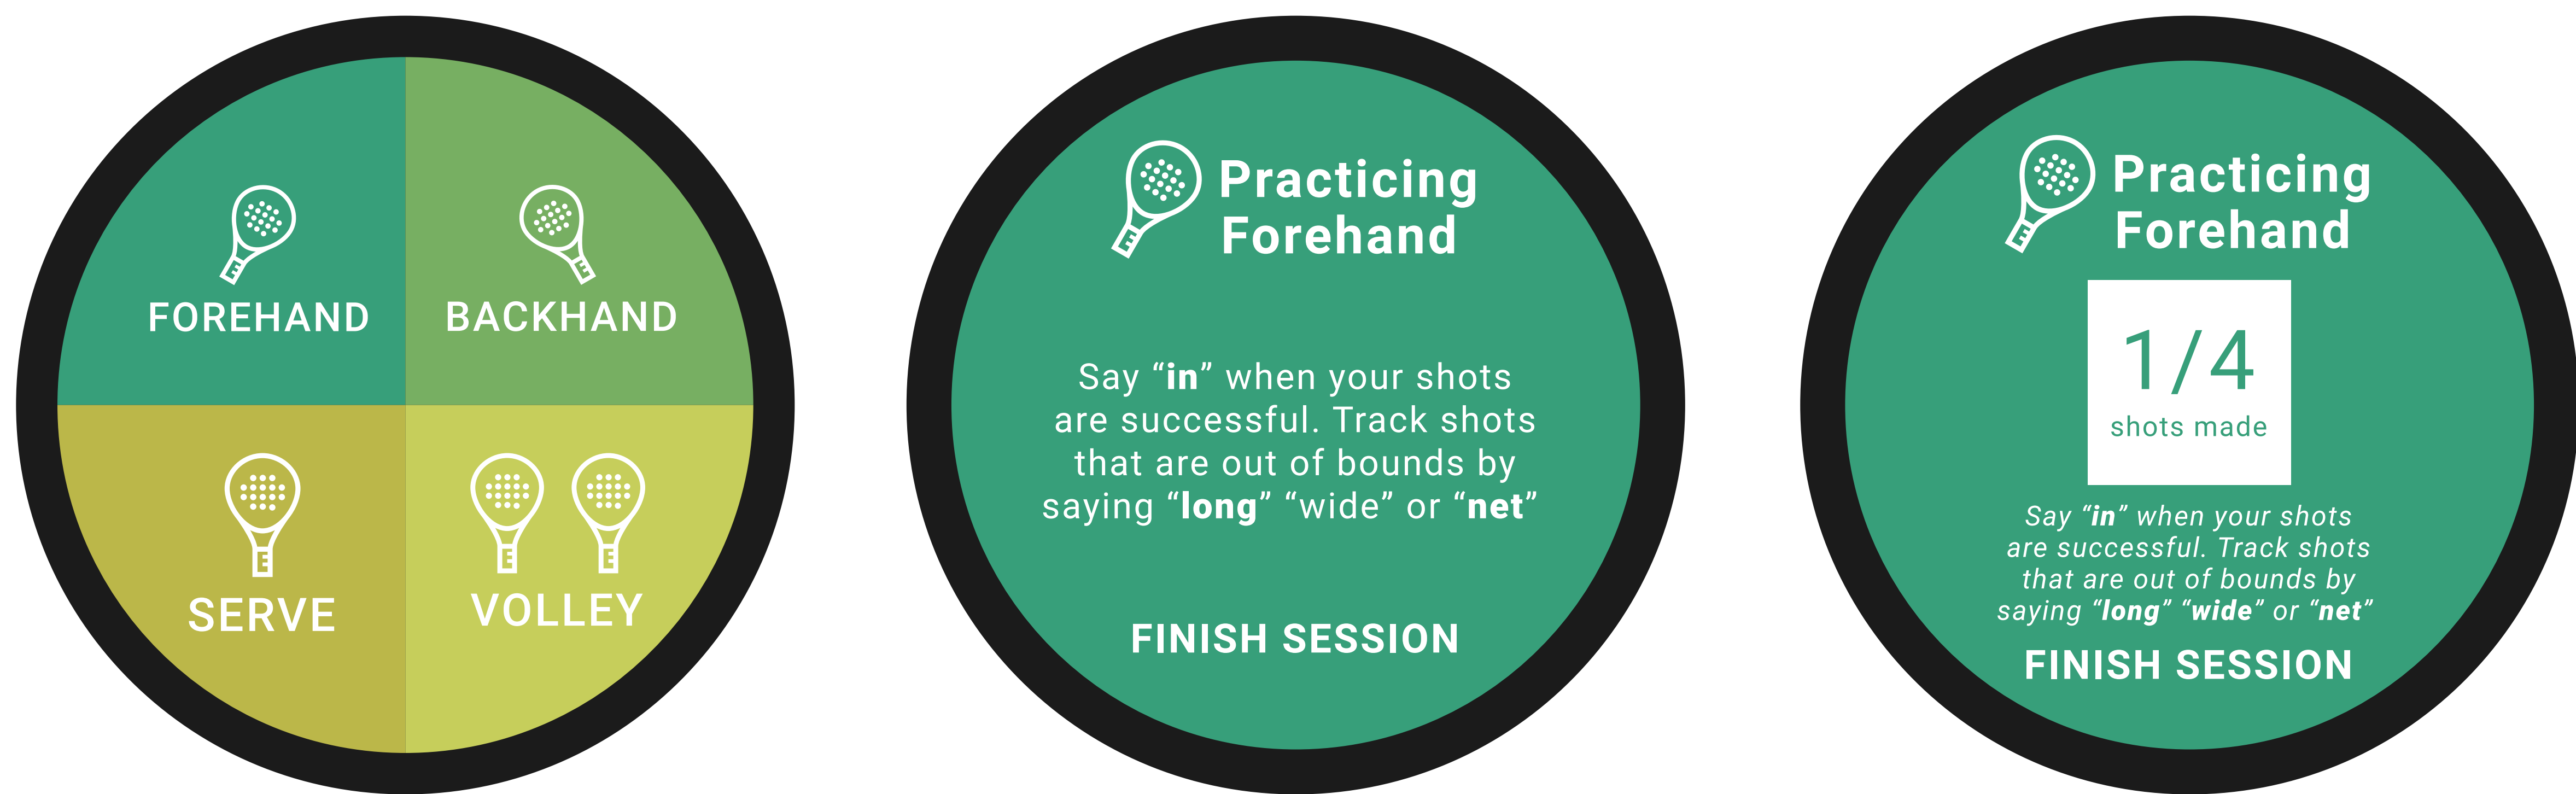 FOREHAND
BACKHAND
SERVE
VOLLEY
Practicing
Forehand
Say “in” when your shots
are successful. Track shots
that are out of bounds by
saying “long” “wide” or “net”
FINISH SESSION
Practicing
Forehand
1/4
shots made
Say “in” when your shots
are successful. Track shots
that are out of bounds by
saying “long” “wide” or “net”
FINISH SESSION